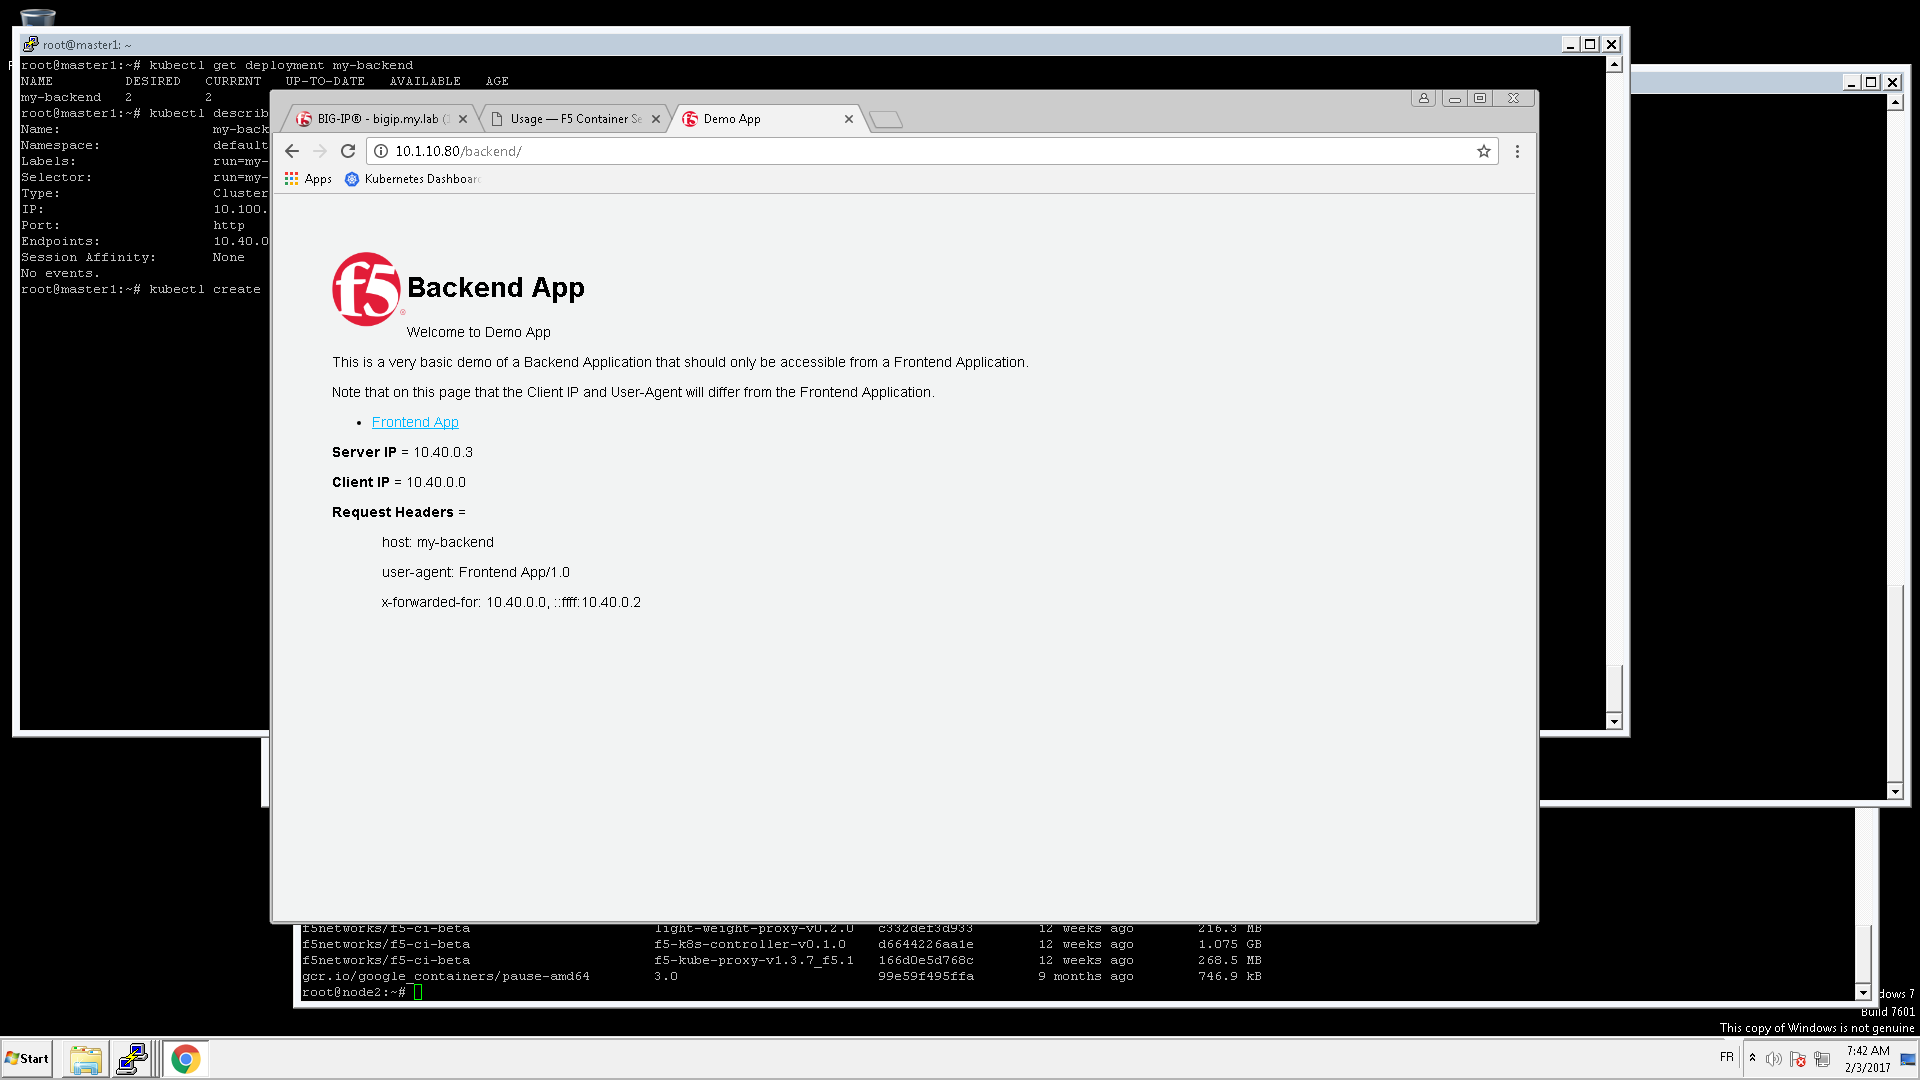 root@master1: ~
root@master1:~# kubectl get deployment my-backend
NAME DESIRED CURRENT UP-TO-DATE AVAILABLE AGE
my-backend 2 2
root@master1:~# kubectl describ
Name: my-back
Namespace: default
Labels: run=my-
Selector: run=my-
Type: Cluster
IP: 10.100.
Port: http
Endpoints: 10.40.0
Session Affinity: None
No events.
root@master1:~# kubectl create
BIG-IP® - bigip.my.lab (
Usage — F5 Container Se
Demo App
10.1.10.80/backend/
Apps
Kubernetes Dashboar
f5
Backend App
Welcome to Demo App
This is a very basic demo of a Backend Application that should only be accessible from a Frontend Application.
Note that on this page that the Client IP and User-Agent will differ from the Frontend Application.
• Frontend App
Server IP = 10.40.0.3
Client IP = 10.40.0.0
Request Headers =
host: my-backend
user-agent: Frontend App/1.0
x-forwarded-for: 10.40.0.0, ::ffff:10.40.0.2
f5networks/f5-ci-beta light-weight-proxy-v0.2.0 c332def3d933 12 weeks ago 216.3 MB
f5networks/f5-ci-beta f5-k8s-controller-v0.1.0 d6644226aa1e 12 weeks ago 1.075 GB
f5networks/f5-ci-beta f5-kube-proxy-v1.3.7_f5.1 166d0e5d768c 12 weeks ago 268.5 MB
gcr.io/google_containers/pause-amd64 3.0 99e59f495ffa 9 months ago 746.9 kB
root@node2:~#
dows 7
Build 7601
This copy of Windows is not genuine
Start
FR
7:42 AM
2/3/2017